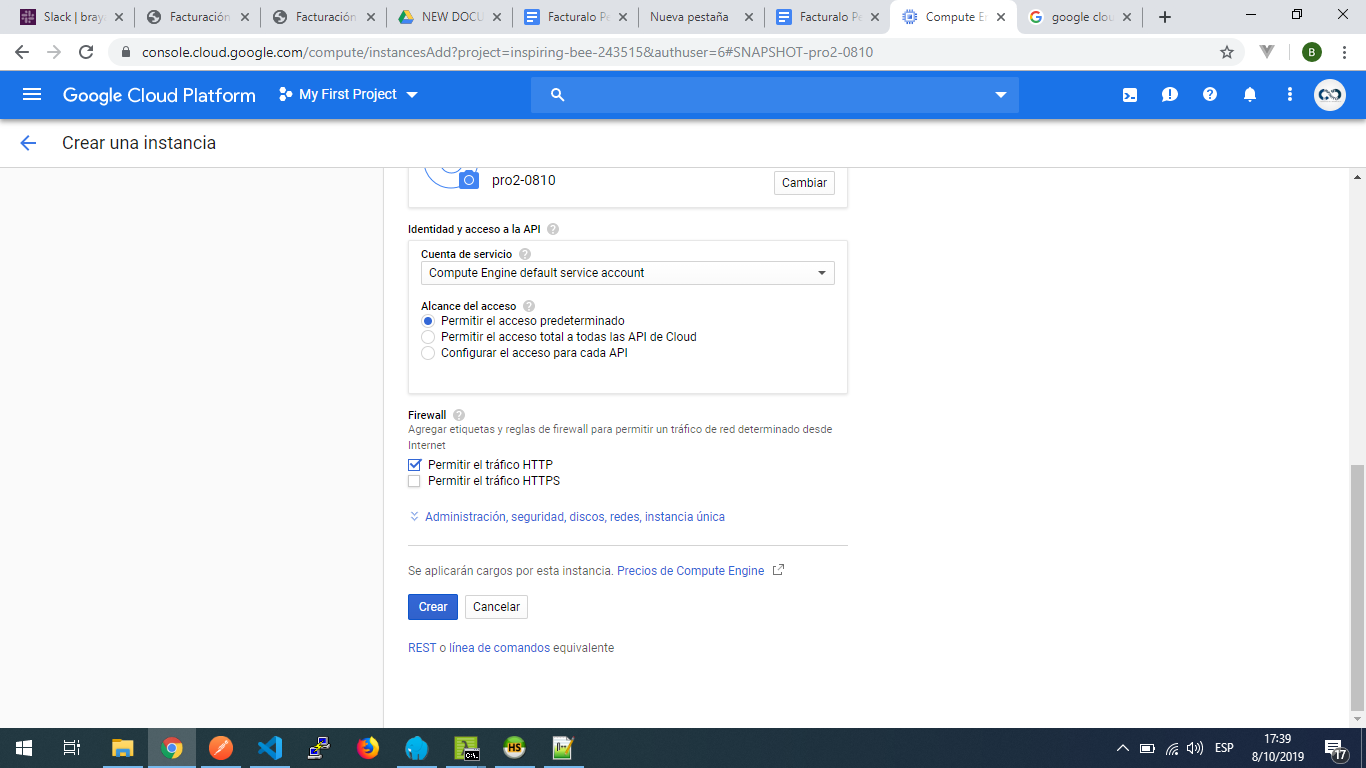 Slack | bray
Facturación
Facturación
NEW DOCU
Facturalo Pe
Nueva pestaña
Facturalo Pe
Compute En
google clou
console.cloud.google.com/compute/instancesAdd?project=inspiring-bee-243515&authuser=6#SNAPSHOT-pro2-0810
B
Google Cloud Platform
My First Project
Crear una instancia
pro2-0810
Cambiar
Identidad y acceso a la API
Cuenta de servicio
Compute Engine default service account
Alcance del acceso
Permitir el acceso predeterminado
Permitir el acceso total a todas las API de Cloud
Configurar el acceso para cada API
Firewall
Agregar etiquetas y reglas de firewall para permitir un tráfico de red determinado desde
Internet
Permitir el tráfico HTTP
Permitir el tráfico HTTPS
Administración, seguridad, discos, redes, instancia única
Se aplicarán cargos por esta instancia. Precios de Compute Engine
Crear
Cancelar
REST o línea de comandos equivalente
HS
ESP
17:39
8/10/2019
17